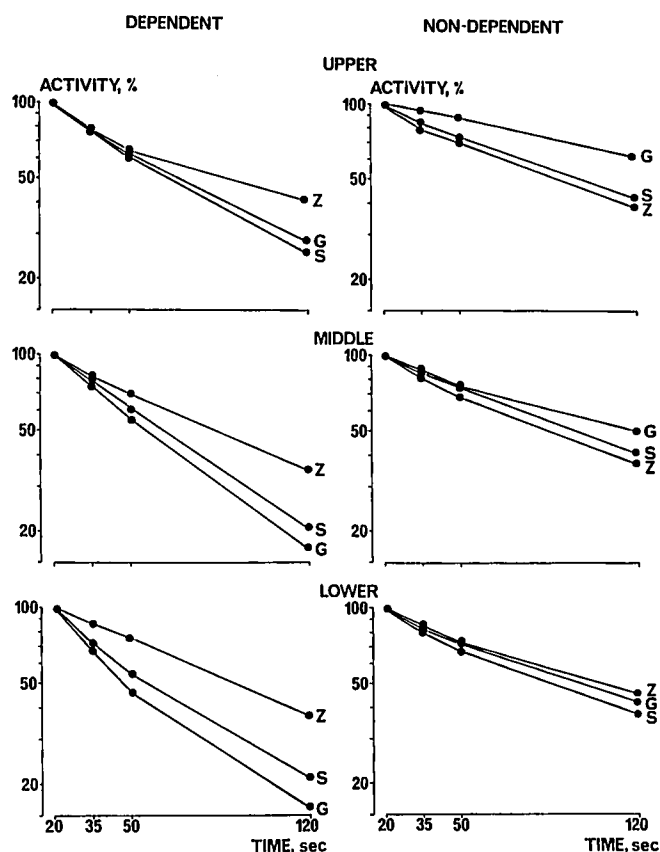 DEPENDENT NON-DEPENDENT
UPPER
ACTIVITY, % ACTIVITY, %
100 100
50 50
20 20
Z
G
S
G
S
Z
MIDDLE
100 100
50 50
20 20
Z
S
G
G
S
Z
LOWER
100 100
50 50
20 20
Z
S
G
Z
G
S
20 35 50 120 20 35 50 120
TIME, sec TIME, sec